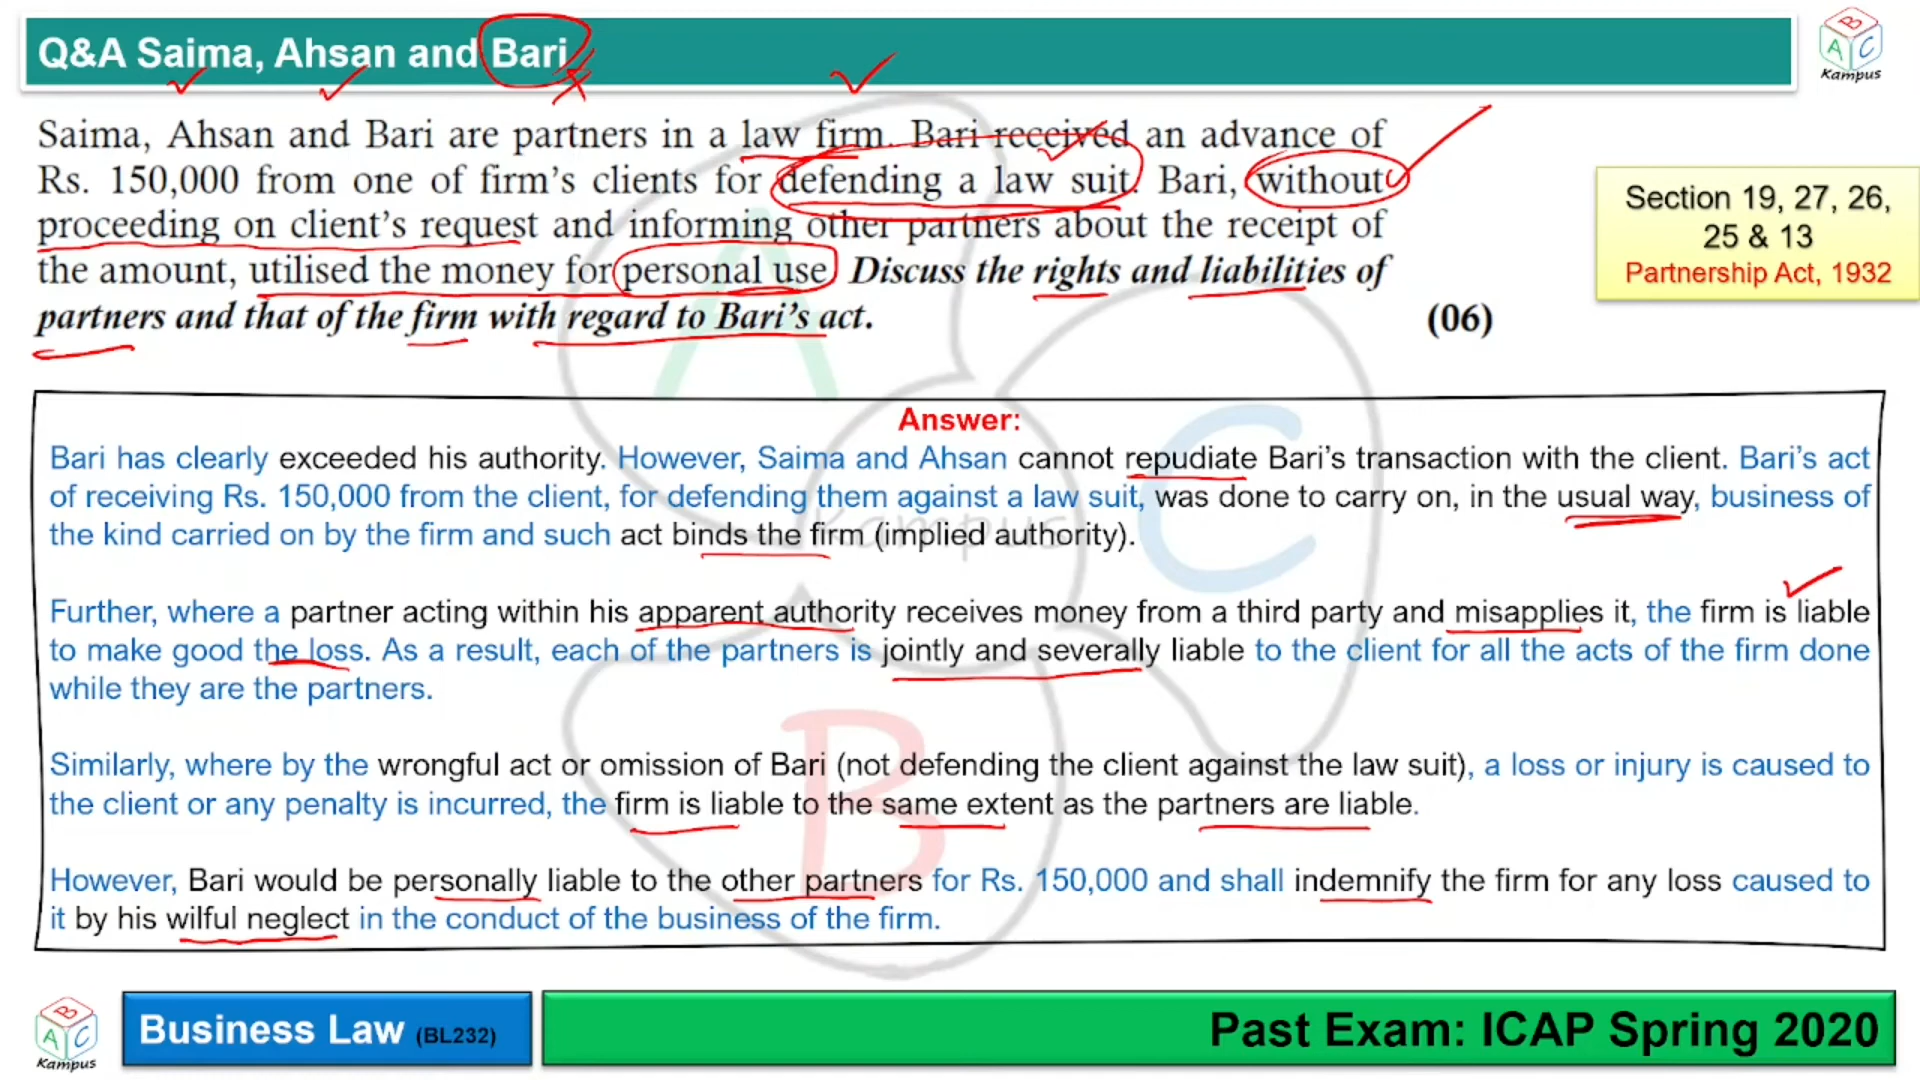 Q&A Saima, Ahsan and Bari
B
A C
Kampus
Saima, Ahsan and Bari are partners in a law firm. Bari received an advance of
Rs. 150,000 from one of firm's clients for defending a law suit. Bari, without
proceeding on client's request and informing other partners about the receipt of
the amount, utilised the money for personal use. Discuss the rights and liabilities of
partners and that of the firm with regard to Bari's act.
(06)
Section 19, 27, 26,
25 & 13
Partnership Act, 1932
Answer:
Bari has clearly exceeded his authority. However, Saima and Ahsan cannot repudiate Bari's transaction with the client. Bari's act
of receiving Rs. 150,000 from the client, for defending them against a law suit, was done to carry on, in the usual way, business of
the kind carried on by the firm and such act binds the firm (implied authority).
Further, where a partner acting within his apparent authority receives money from a third party and misapplies it, the firm is liable
to make good the loss. As a result, each of the partners is jointly and severally liable to the client for all the acts of the firm done
while they are the partners.
Similarly, where by the wrongful act or omission of Bari (not defending the client against the law suit), a loss or injury is caused to
the client or any penalty is incurred, the firm is liable to the same extent as the partners are liable.
However, Bari would be personally liable to the other partners for Rs. 150,000 and shall indemnify the firm for any loss caused to
it by his wilful neglect in the conduct of the business of the firm.
A
C
Kampus
B
B
A C
Kampus
Business Law (BL232)
Past Exam: ICAP Spring 2020